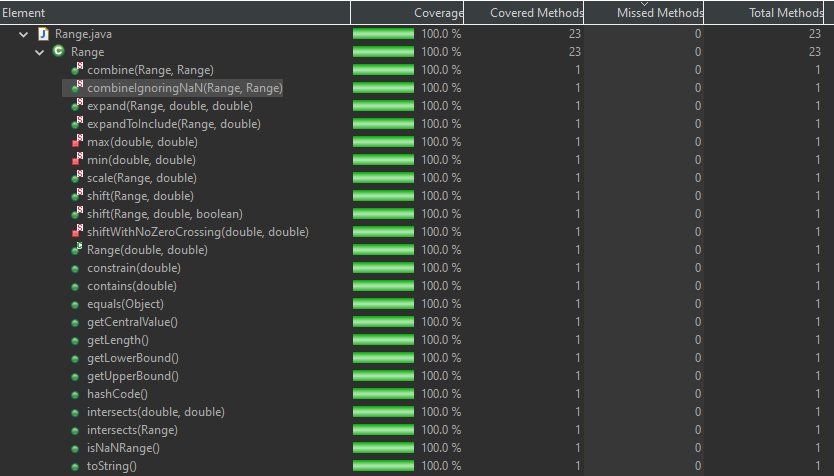 Element Coverage Covered Methods Missed Methods Total Methods
Range.java 100.0 % 23 0 23
Range 100.0 % 23 0 23
combine(Range, Range) 100.0 % 1 0 1
combineIgnoringNaN(Range, Range) 100.0 % 1 0 1
expand(Range, double, double) 100.0 % 1 0 1
expandToInclude(Range, double) 100.0 % 1 0 1
max(double, double) 100.0 % 1 0 1
min(double, double) 100.0 % 1 0 1
scale(Range, double) 100.0 % 1 0 1
shift(Range, double) 100.0 % 1 0 1
shift(Range, double, boolean) 100.0 % 1 0 1
shiftWithNoZeroCrossing(double, double) 100.0 % 1 0 1
Range(double, double) 100.0 % 1 0 1
constrain(double) 100.0 % 1 0 1
contains(double) 100.0 % 1 0 1
equals(Object) 100.0 % 1 0 1
getCentralValue() 100.0 % 1 0 1
getLength() 100.0 % 1 0 1
getLowerBound() 100.0 % 1 0 1
getUpperBound() 100.0 % 1 0 1
hashCode() 100.0 % 1 0 1
intersects(double, double) 100.0 % 1 0 1
intersects(Range) 100.0 % 1 0 1
isNaNRange() 100.0 % 1 0 1
toString() 100.0 % 1 0 1